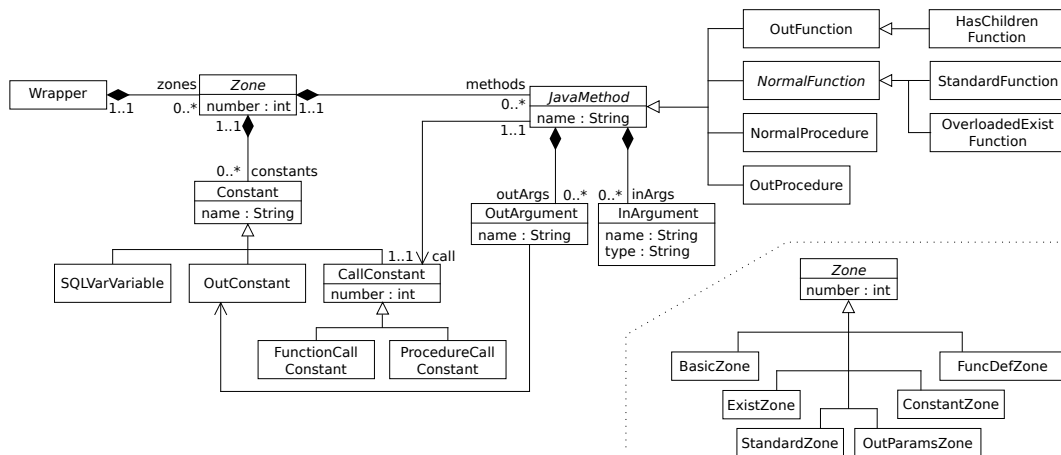 Wrapper
1..1
zones
0..*
Zone
number : int
1..1
1..1
methods
0..*
JavaMethod
name : String
1..1
OutFunction
HasChildren
Function
NormalFunction
StandardFunction
NormalProcedure
OverloadedExist
Function
OutProcedure
0..*
constants
Constant
name : String
outArgs
0..*
OutArgument
name : String
0..*
inArgs
InArgument
name : String
type : String
SQLVarVariable
OutConstant
1..1
call
CallConstant
number : int
FunctionCall
Constant
ProcedureCall
Constant
Zone
number : int
BasicZone
FuncDefZone
ExistZone
ConstantZone
StandardZone
OutParamsZone